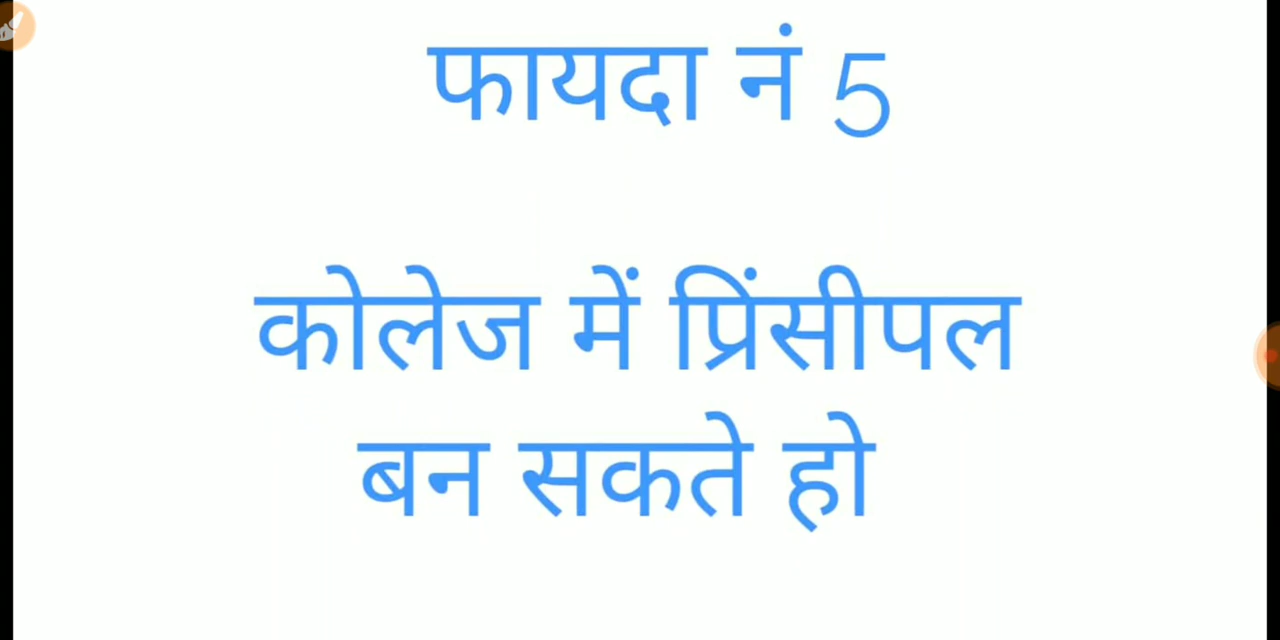 फायदा नं 5
कोलेज में प्रिंसीपल
बन सकते हो